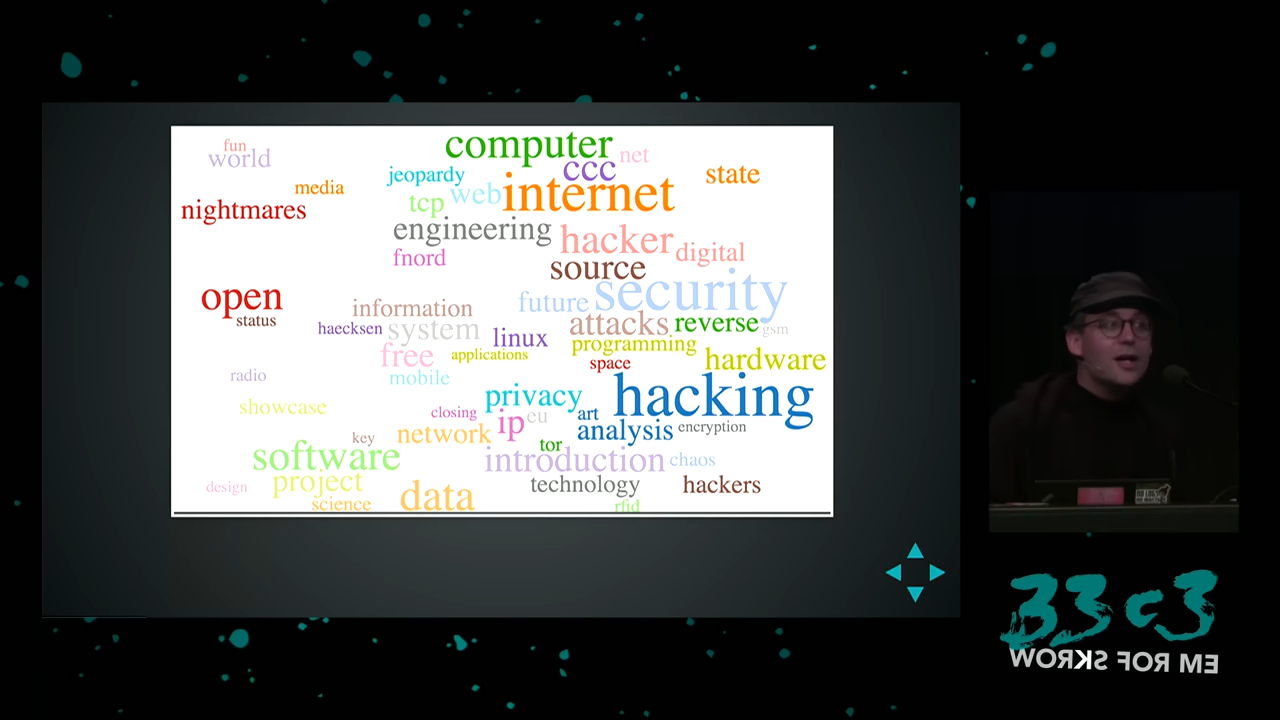 computer
fun
net
world
ccc
jeopardy
state
media
web
internet
tcp
nightmares
engineering
hacker
digital
fnord
source
security
open
future
information
status
attacks
reverse
haecksen
system
linux
gsm
programming
free
applications
hardware
space
radio
mobile
hacking
privacy
showcase
closing
art
eu
ip
encryption
network
analysis
key
tor
software
introduction
chaos
project
technology
hackers
design
data
science
rfid
33c3
WORKS FOR ME